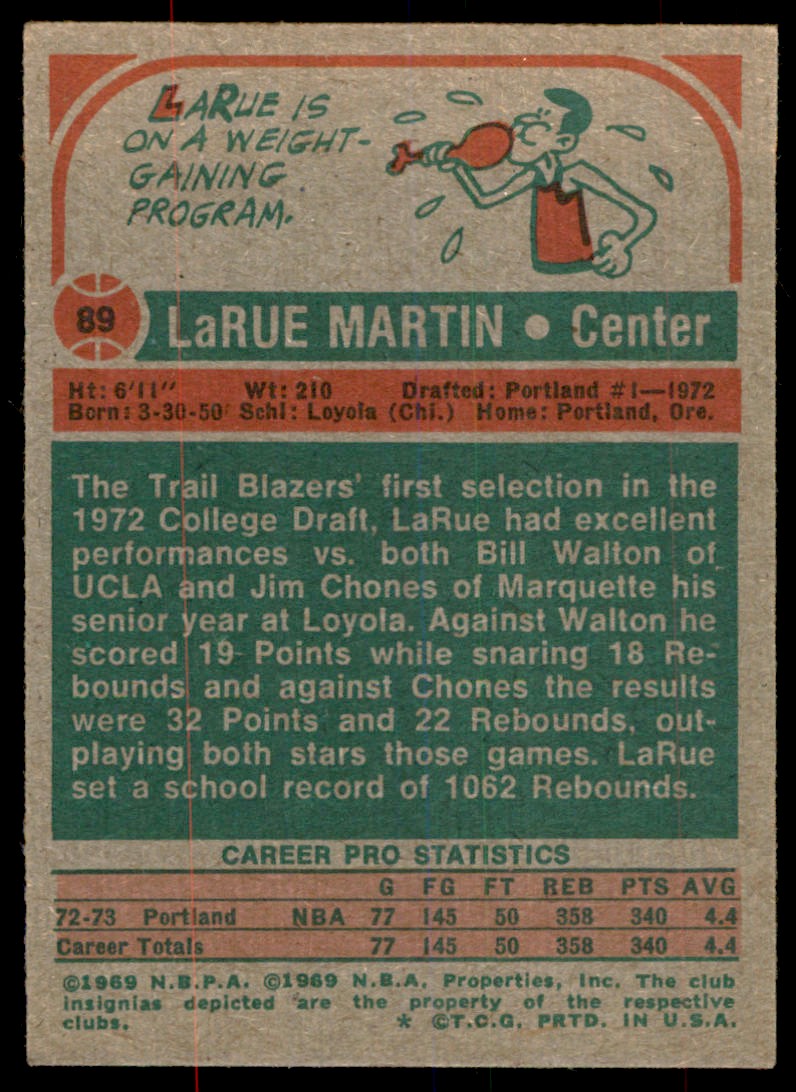 LARUE IS
ON A WEIGHT-
GAINING
PROGRAM.
89 LaRUE MARTIN • Center
Ht: 6'11" Wt: 210 Drafted: Portland #1—1972
Born: 3-30-50 Schl: Loyola (Chi.) Home: Portland, Ore.
The Trail Blazers' first selection in the
1972 College Draft, LaRue had excellent
performances vs. both Bill Walton of
UCLA and Jim Chones of Marquette his
senior year at Loyola. Against Walton he
scored 19 Points while snaring 18 Re-
bounds and against Chones the results
were 32 Points and 22 Rebounds, out-
playing both stars those games. LaRue
set a school record of 1062 Rebounds.
CAREER PRO STATISTICS
G FG FT REB PTS AVG
72-73 Portland NBA 77 145 50 358 340 4.4
Career Totals 77 145 50 358 340 4.4
©1969 N.B.P.A. ©1969 N.B.A. Properties, Inc. The club
insignias depicted are the property of the respective
clubs. * ©T.C.G. PRTD. IN U.S.A.